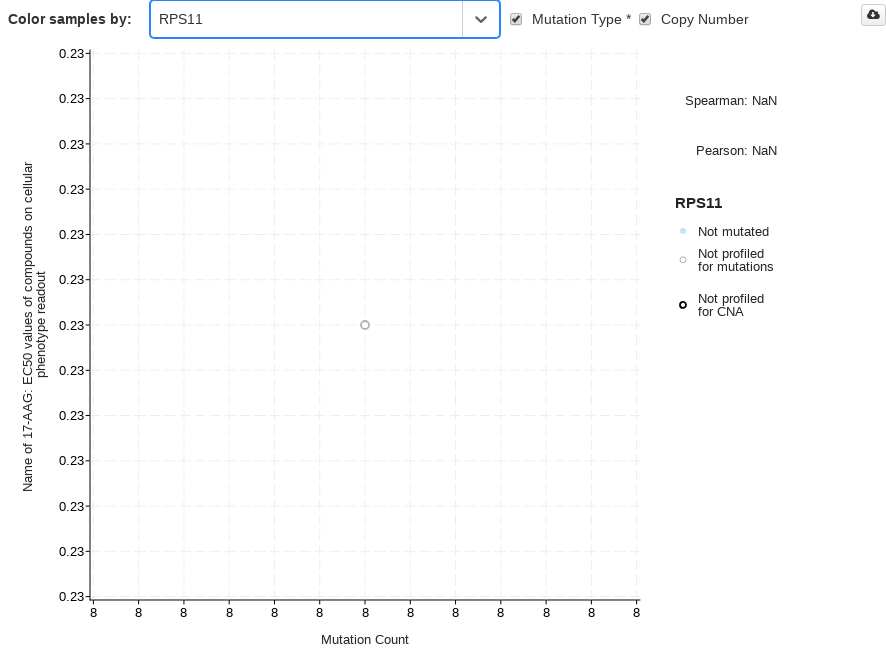 Color samples by:
RPS11
Mutation Type *
Copy Number
0.23
0.23
0.23
0.23
0.23
0.23
0.23
0.23
0.23
0.23
0.23
0.23
0.23
Name of 17-AAG: EC50 values of compounds on cellular
phenotype readout
8 8 8 8 8 8 8 8 8 8 8 8 8
Mutation Count
Spearman: NaN
Pearson: NaN
RPS11
Not mutated
Not profiled
for mutations
Not profiled
for CNA